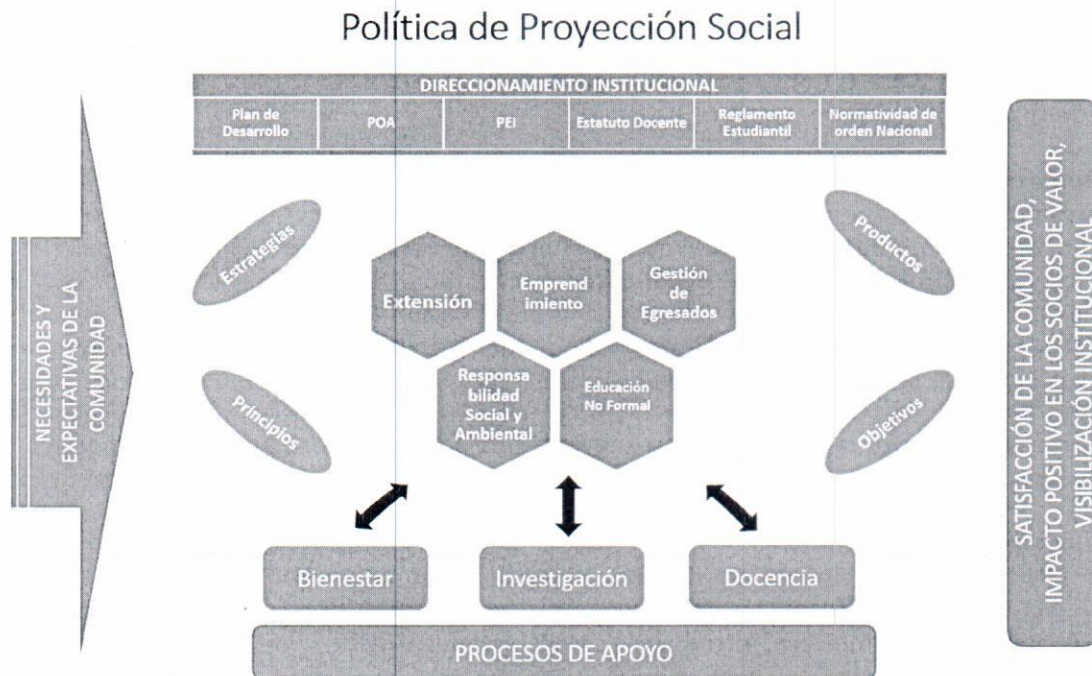 Política de Proyección Social
DIRECCIONAMIENTO INSTITUCIONAL
Plan de
Desarrollo
POA
PEI
Estatuto Docente
Reglamento
Estudiantil
Normatividad de
orden Nacional
NECESIDADES Y
EXPECTATIVAS DE LA
COMUNIDAD
Estrategias
Principios
Extensión
Emprend
imiento
Gestión
de
Egresados
Responsa
bilidad
Social y
Ambiental
Educación
No Formal
Productos
Objetivos
Bienestar
Investigación
Docencia
PROCESOS DE APOYO
SATISFACCIÓN DE LA COMUNIDAD,
IMPACTO POSITIVO EN LOS SOCIOS DE VALOR,
VISIBILIZACIÓN INSTITUCIONAL